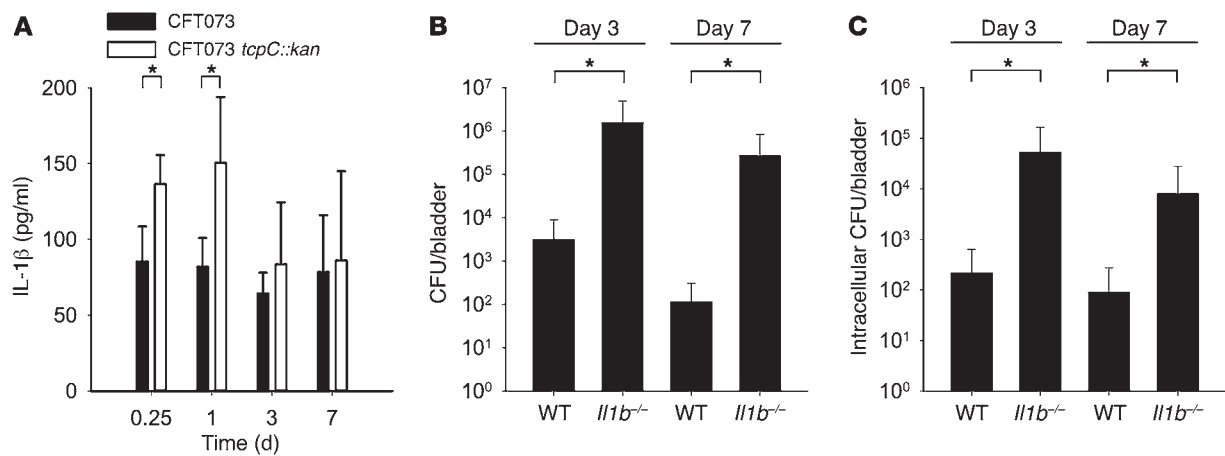 A
CFT073
CFT073 tcpC::kan
* *
200
150
100
50
0
IL-1β (pg/ml)
0.25 1 3 7
Time (d)
B
Day 3 Day 7
* *
10⁷
10⁶
10⁵
10⁴
10³
10²
10¹
10⁰
CFU/bladder
WT Il1b⁻/⁻ WT Il1b⁻/⁻
C
Day 3 Day 7
* *
10⁶
10⁵
10⁴
10³
10²
10¹
10⁰
Intracellular CFU/bladder
WT Il1b⁻/⁻ WT Il1b⁻/⁻